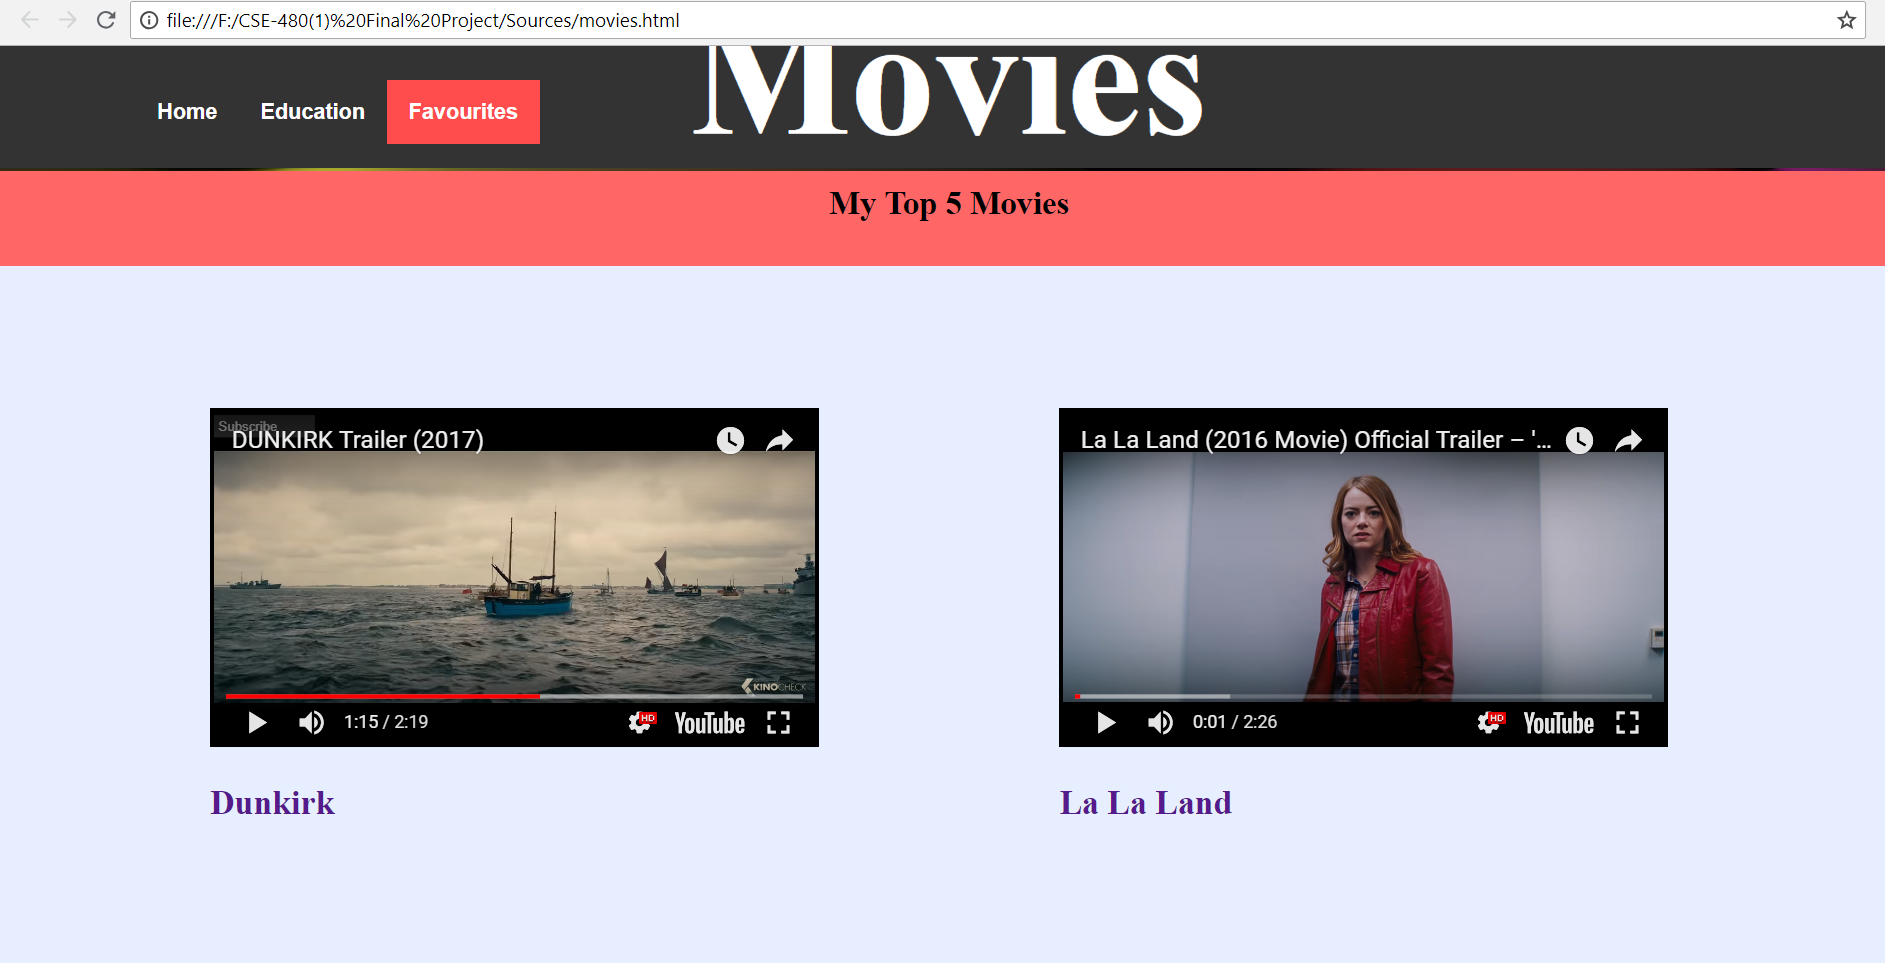 file:///F:/CSE-480(1)%20Final%20Project/Sources/movies.html
Movies
Home Education Favourites
My Top 5 Movies
Subscribe
DUNKIRK Trailer (2017)
KINOCHECK
1:15 / 2:19 HD YouTube
Dunkirk
La La Land (2016 Movie) Official Trailer – '...
0:01 / 2:26 HD YouTube
La La Land